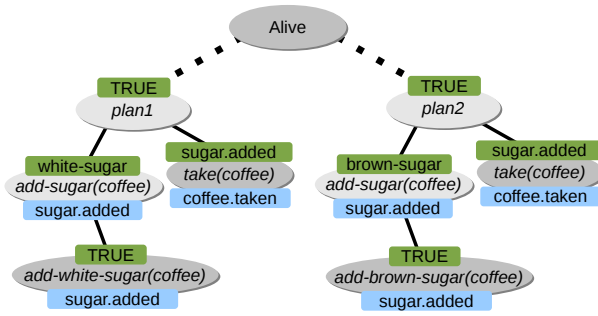 Alive
TRUE
plan1
TRUE
plan2
white-sugar
add-sugar(coffee)
sugar.added
sugar.added
take(coffee)
coffee.taken
brown-sugar
add-sugar(coffee)
sugar.added
sugar.added
take(coffee)
coffee.taken
TRUE
add-white-sugar(coffee)
sugar.added
TRUE
add-brown-sugar(coffee)
sugar.added